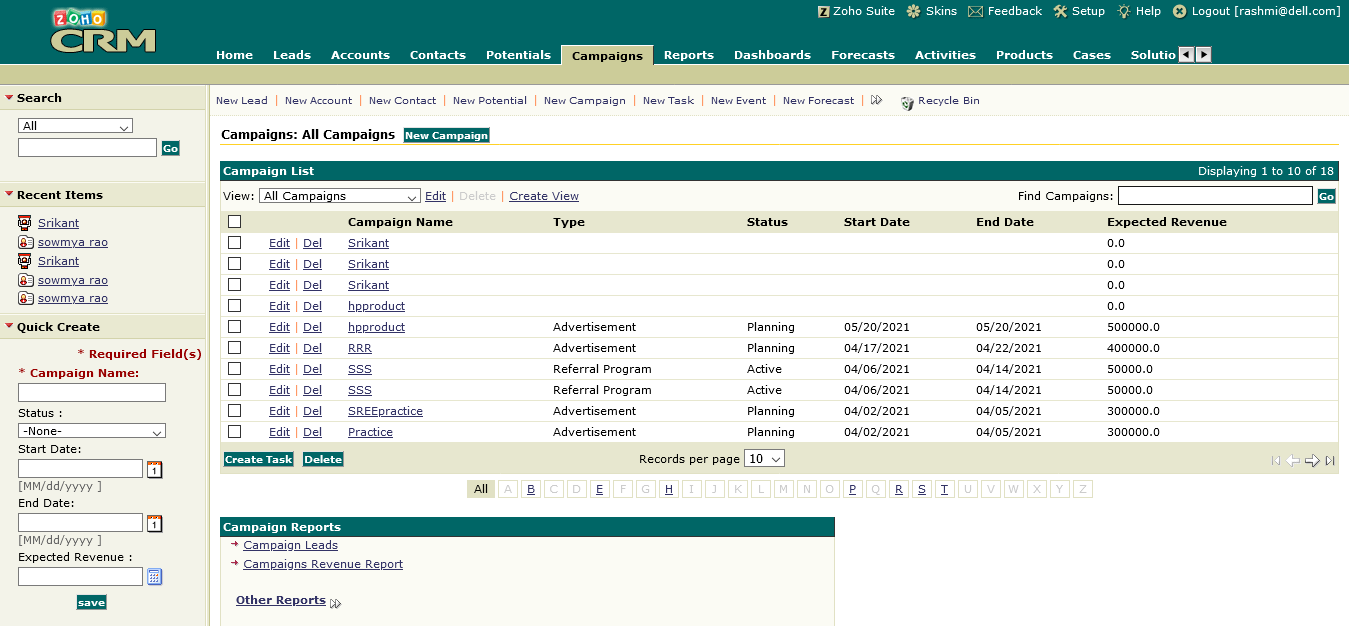 ZOHO CRM
Zoho Suite Skins Feedback Setup Help Logout [rashmi@dell.com]
Home Leads Accounts Contacts Potentials Campaigns Reports Dashboards Forecasts Activities Products Cases Solutio
Search
All
Go
Recent Items
Srikant
sowmya rao
Srikant
sowmya rao
sowmya rao
Quick Create
* Required Field(s)
* Campaign Name:
Status :
-None-
Start Date:
1
[MM/dd/yyyy ]
End Date:
1
[MM/dd/yyyy ]
Expected Revenue :
save
New Lead | New Account | New Contact | New Potential | New Campaign | New Task | New Event | New Forecast | Recycle Bin
Campaigns: All Campaigns New Campaign
Campaign List Displaying 1 to 10 of 18
View: All Campaigns Edit | Delete | Create View Find Campaigns: Go
Campaign Name Type Status Start Date End Date Expected Revenue
Edit | Del Srikant 0.0
Edit | Del Srikant 0.0
Edit | Del Srikant 0.0
Edit | Del hpproduct 0.0
Edit | Del hpproduct Advertisement Planning 05/20/2021 05/20/2021 500000.0
Edit | Del RRR Advertisement Planning 04/17/2021 04/22/2021 400000.0
Edit | Del SSS Referral Program Active 04/06/2021 04/14/2021 50000.0
Edit | Del SSS Referral Program Active 04/06/2021 04/14/2021 50000.0
Edit | Del SREEpractice Advertisement Planning 04/02/2021 04/05/2021 300000.0
Edit | Del Practice Advertisement Planning 04/02/2021 04/05/2021 300000.0
Create Task Delete Records per page 10
All A B C D E F G H I J K L M N O P Q R S T U V W X Y Z
Campaign Reports
Campaign Leads
Campaigns Revenue Report
Other Reports